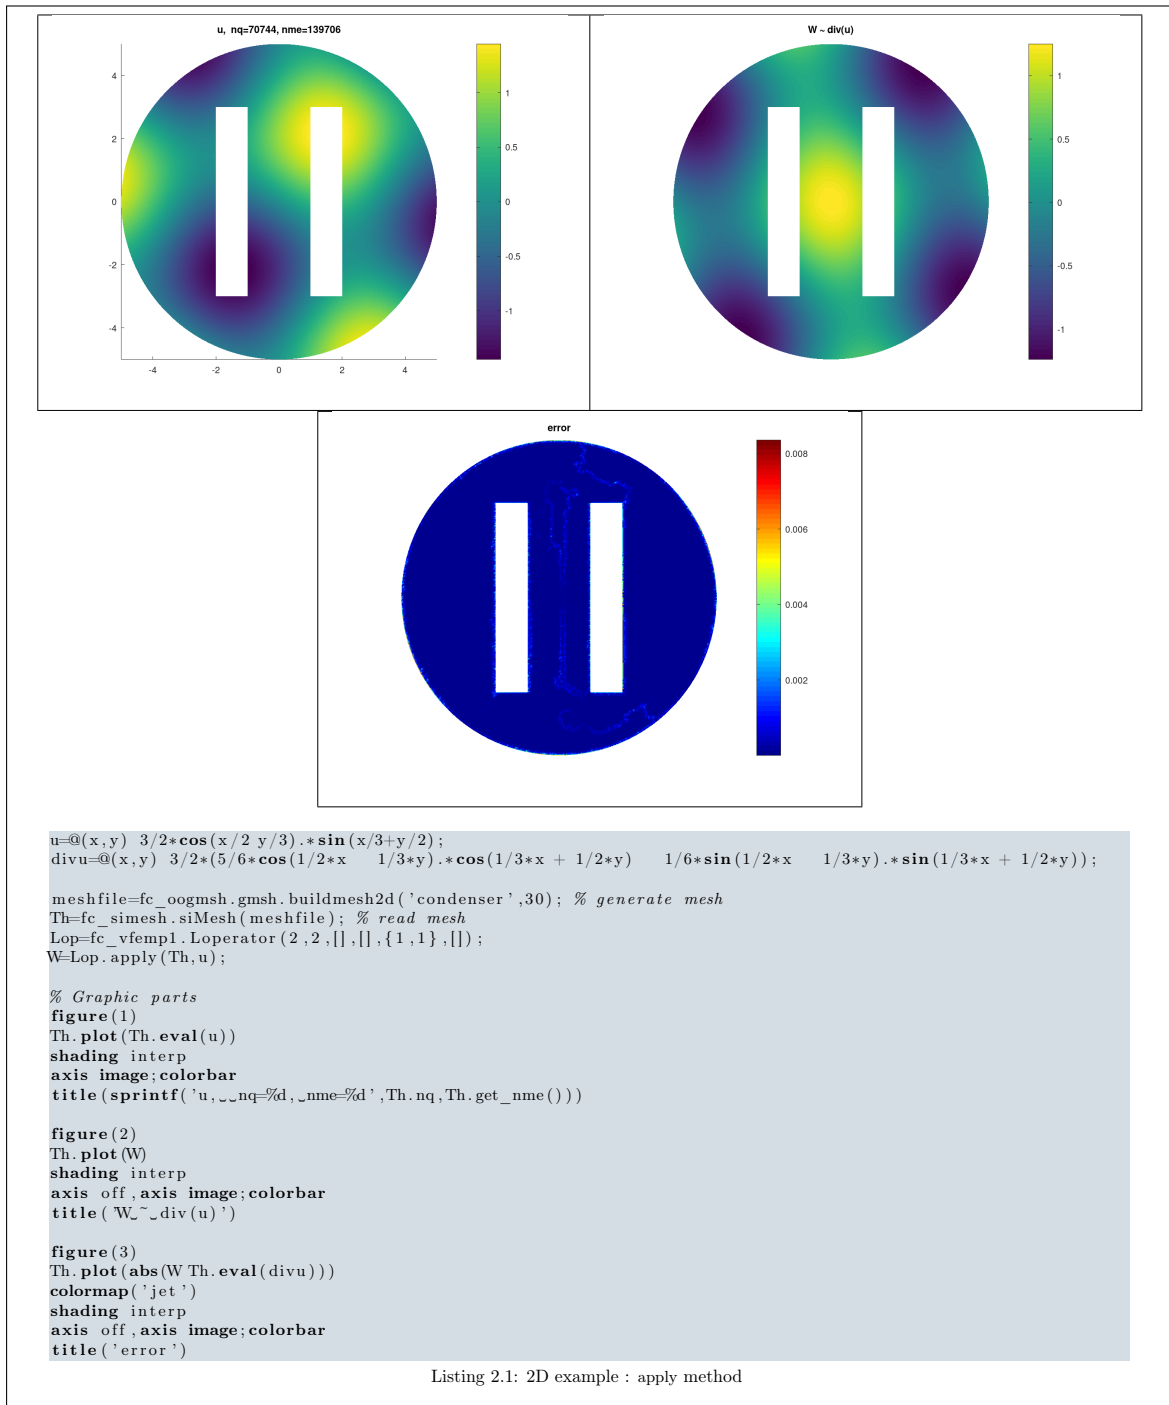 u, nq=70744, nme=139706
4
2
0
-2
-4
-4
-2
0
2
4
1
0.5
0
-0.5
-1
W ~ div(u)
1
0.5
0
-0.5
-1
error
0.008
0.006
0.004
0.002
u=@(x,y) 3/2*cos(x/2 y/3).*sin(x/3+y/2);
divu=@(x,y) 3/2*(5/6*cos(1/2*x 1/3*y).*cos(1/3*x + 1/2*y) 1/6*sin(1/2*x 1/3*y).*sin(1/3*x + 1/2*y));
meshfile=fc_oogmsh.gmsh.buildmesh2d('condenser',30); % generate mesh
Th=fc_simesh.siMesh(meshfile); % read mesh
Lop=fc_vfemp1.Loperator(2,2,[],[],{1,1},[]);
W=Lop.apply(Th,u);
% Graphic parts
figure(1)
Th.plot(Th.eval(u))
shading interp
axis image;colorbar
title(sprintf('u,␣␣nq=%d,␣nme=%d',Th.nq,Th.get_nme()))
figure(2)
Th.plot(W)
shading interp
axis off,axis image;colorbar
title('W␣~␣div(u)')
figure(3)
Th.plot(abs(W Th.eval(divu)))
colormap('jet')
shading interp
axis off,axis image;colorbar
title('error')
Listing 2.1: 2D example : apply method